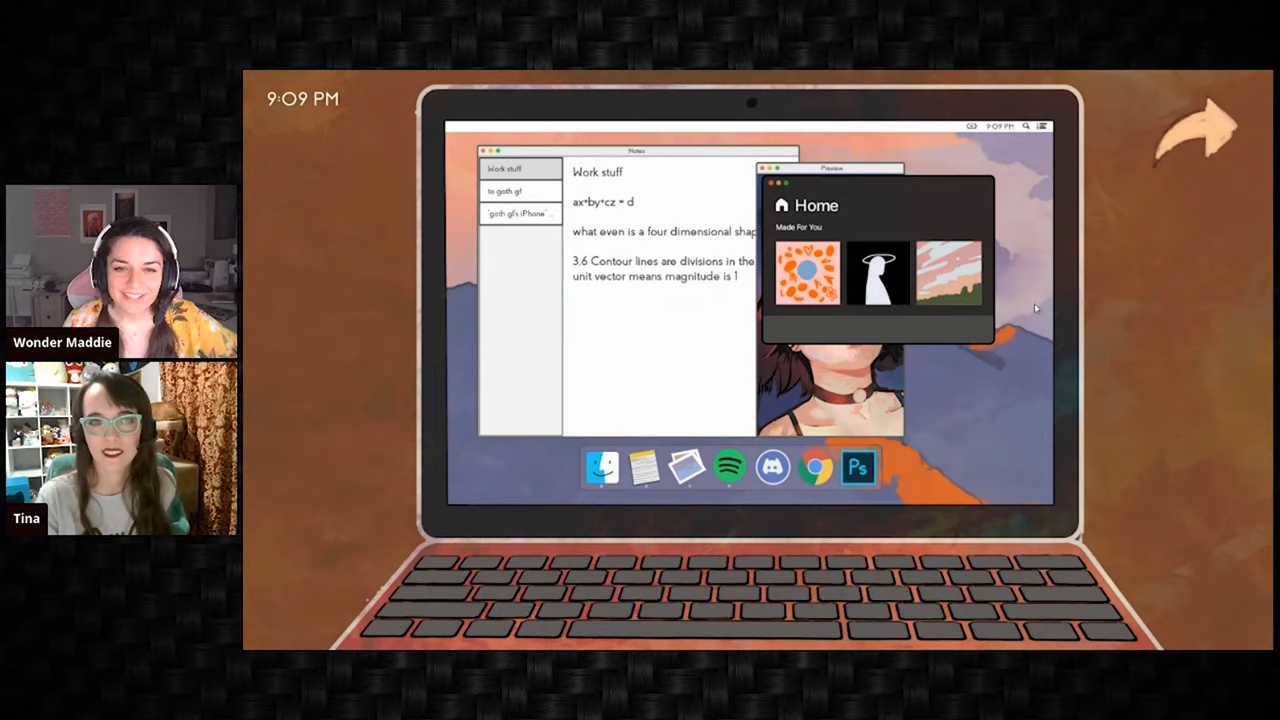 9:09 PM
9:09 PM
Notes
Work stuff
to goth gf
'goth gfs iPhone' ...
Work stuff
ax+by+cz = d
what even is a four dimensional shap
3.6 Contour lines are divisions in the
unit vector means magnitude is 1
Preview
Home
Made For You
Ps
Wonder Maddie
Tina